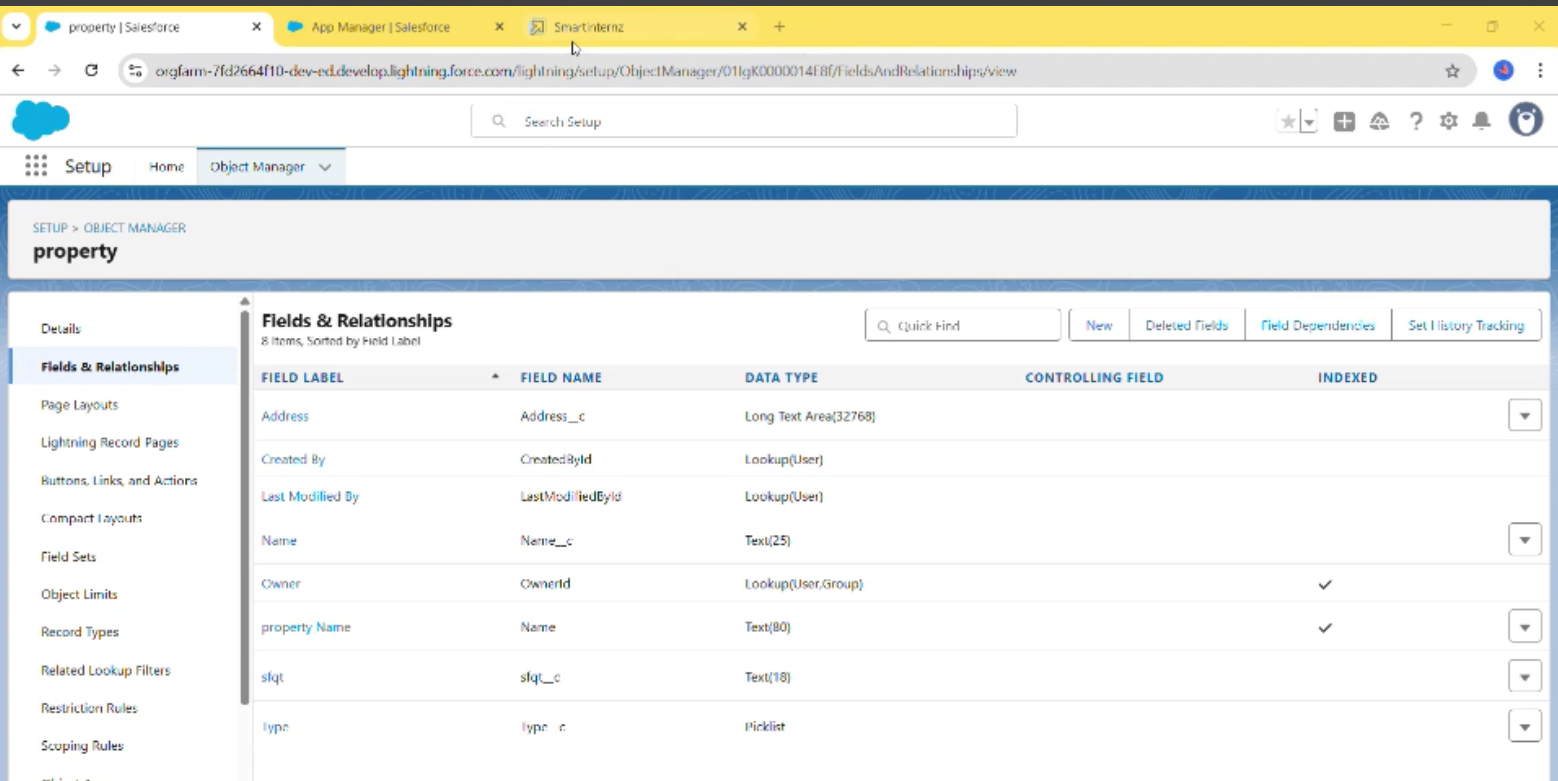 property | Salesforce
App Manager | Salesforce
Smartinternz
orgfarm-7fd2664f10-dev-ed.develop.lightning.force.com/lightning/setup/ObjectManager/01IgK0000014E8f/FieldsAndRelationships/view
Search Setup
Setup Home Object Manager
SETUP > OBJECT MANAGER
property
Details
Fields & Relationships
Page Layouts
Lightning Record Pages
Buttons, Links, and Actions
Compact Layouts
Field Sets
Object Limits
Record Types
Related Lookup Filters
Restriction Rules
Scoping Rules
Fields & Relationships
8 Items, Sorted by Field Label
Quick Find
New Deleted Fields Field Dependencies Set History Tracking
FIELD LABEL FIELD NAME DATA TYPE CONTROLLING FIELD INDEXED
Address Address__c Long Text Area(32768)
Created By CreatedById Lookup(User)
Last Modified By LastModifiedById Lookup(User)
Name Name__c Text(25)
Owner OwnerId Lookup(User,Group)
property Name Name Text(80)
sfqt sfqt__c Text(18)
Type Type__c Picklist